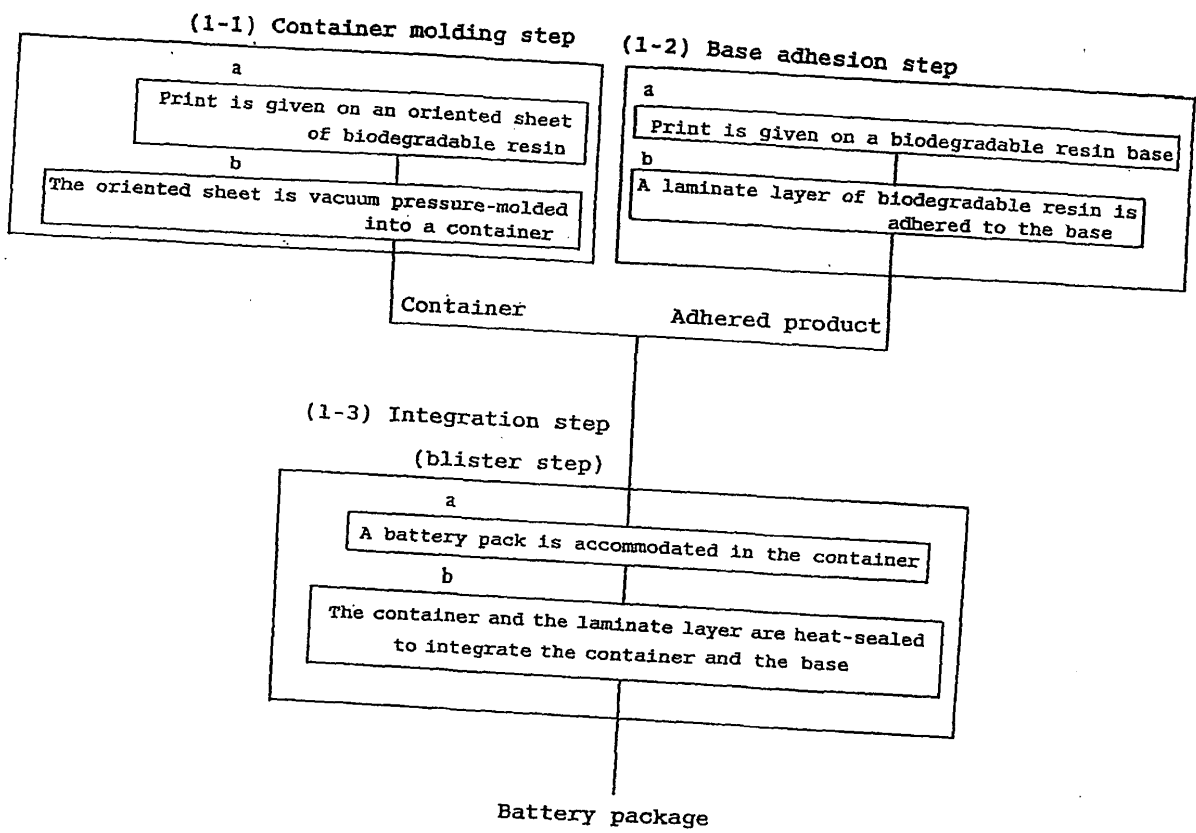 (1-1) Container molding step
a
Print is given on an oriented sheet
of biodegradable resin
b
The oriented sheet is vacuum pressure-molded
into a container
(1-2) Base adhesion step
a
Print is given on a biodegradable resin base
b
A laminate layer of biodegradable resin is
adhered to the base
Container
Adhered product
(1-3) Integration step
(blister step)
a
A battery pack is accommodated in the container
b
The container and the laminate layer are heat-sealed
to integrate the container and the base
Battery package